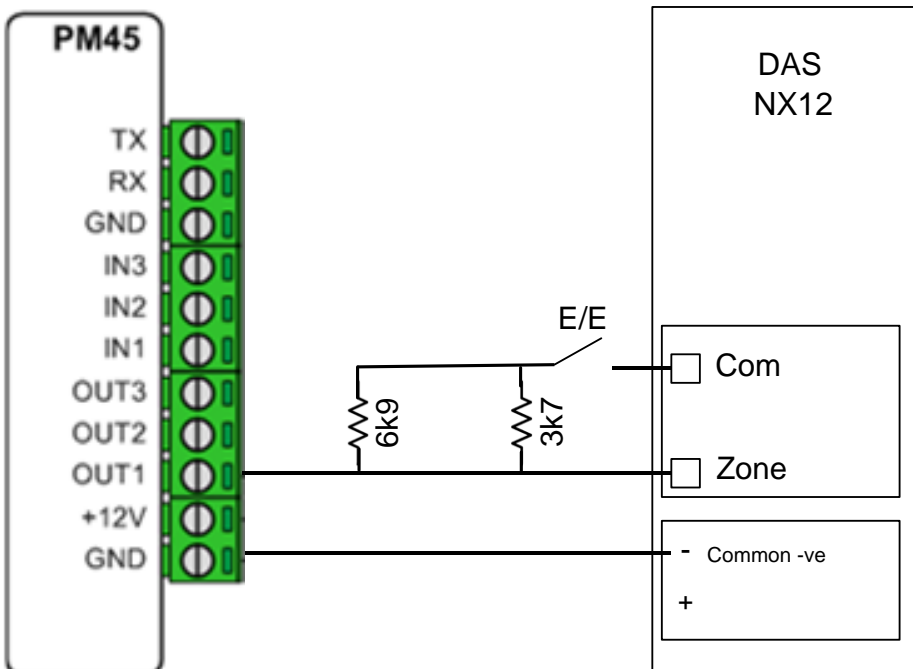 PM45
TX
RX
GND
IN3
IN2
IN1
OUT3
OUT2
OUT1
+12V
GND
E/E
6k9
3k7
DAS
NX12
Com
Zone
- Common -ve
+